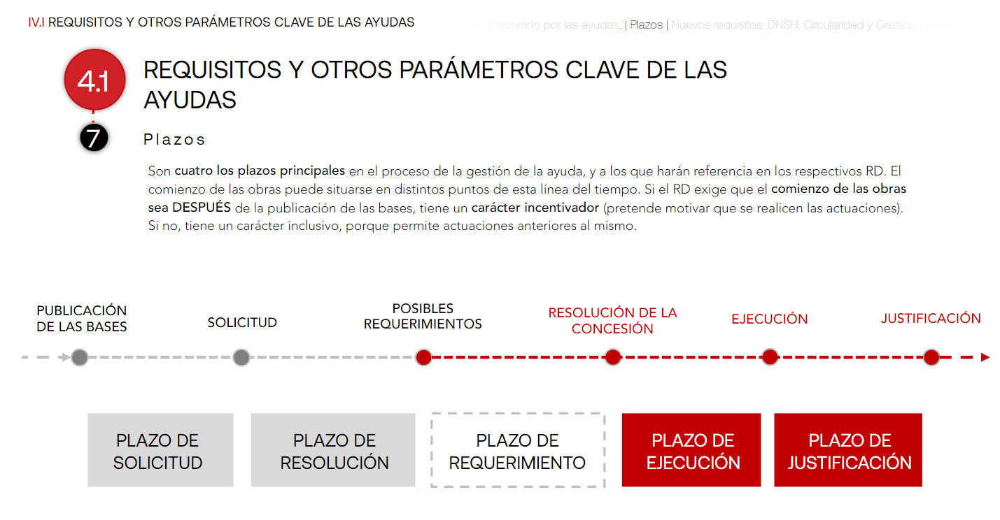 IV.I REQUISITOS Y OTROS PARÁMETROS CLAVE DE LAS AYUDAS
y recorrido por las ayudas. | Plazos | Nuevos requisitos: DNSH, Circularidad y Gestión de
4.1
REQUISITOS Y OTROS PARÁMETROS CLAVE DE LAS
AYUDAS
7
Plazos
Son cuatro los plazos principales en el proceso de la gestión de la ayuda, y a los que harán referencia en los respectivos RD. El
comienzo de las obras puede situarse en distintos puntos de esta línea del tiempo. Si el RD exige que el comienzo de las obras
sea DESPUÉS de la publicación de las bases, tiene un carácter incentivador (pretende motivar que se realicen las actuaciones).
Si no, tiene un carácter inclusivo, porque permite actuaciones anteriores al mismo.
PUBLICACIÓN
DE LAS BASES
SOLICITUD
POSIBLES
REQUERIMIENTOS
RESOLUCIÓN DE LA
CONCESIÓN
EJECUCIÓN
JUSTIFICACIÓN
PLAZO DE
SOLICITUD
PLAZO DE
RESOLUCIÓN
PLAZO DE
REQUERIMIENTO
PLAZO DE
EJECUCIÓN
PLAZO DE
JUSTIFICACIÓN